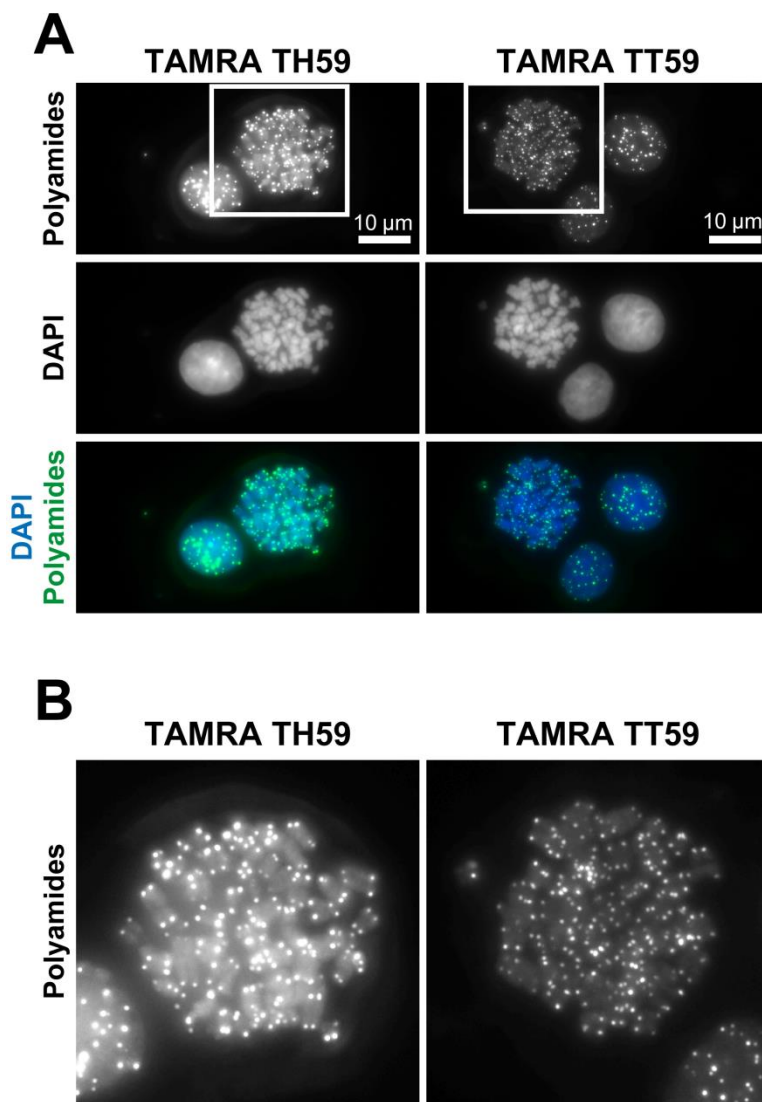 A
TAMRA TH59
TAMRA TT59
Polyamides
10 µm
10 µm
DAPI
DAPI
Polyamides
B
TAMRA TH59
TAMRA TT59
Polyamides